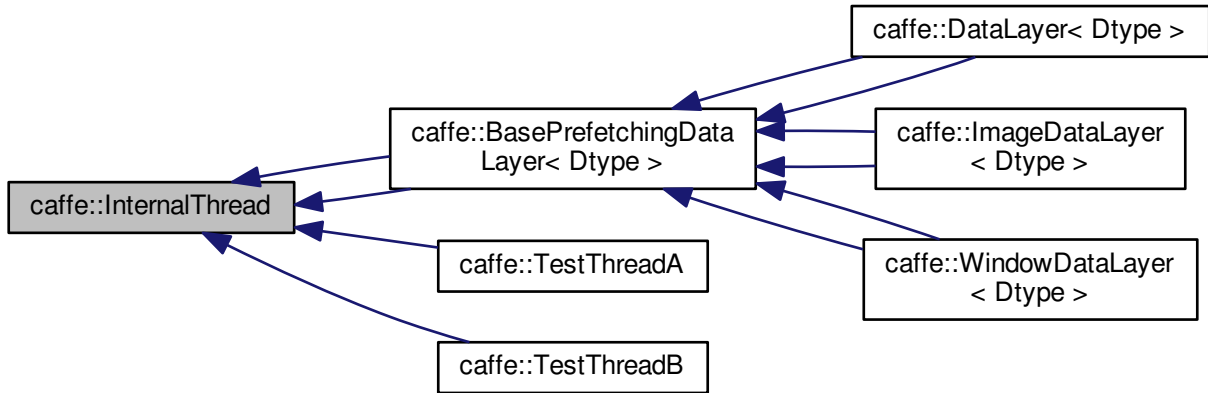 caffe::DataLayer< Dtype >
caffe::BasePrefetchingData
Layer< Dtype >
caffe::ImageDataLayer
< Dtype >
caffe::InternalThread
caffe::TestThreadA
caffe::WindowDataLayer
< Dtype >
caffe::TestThreadB